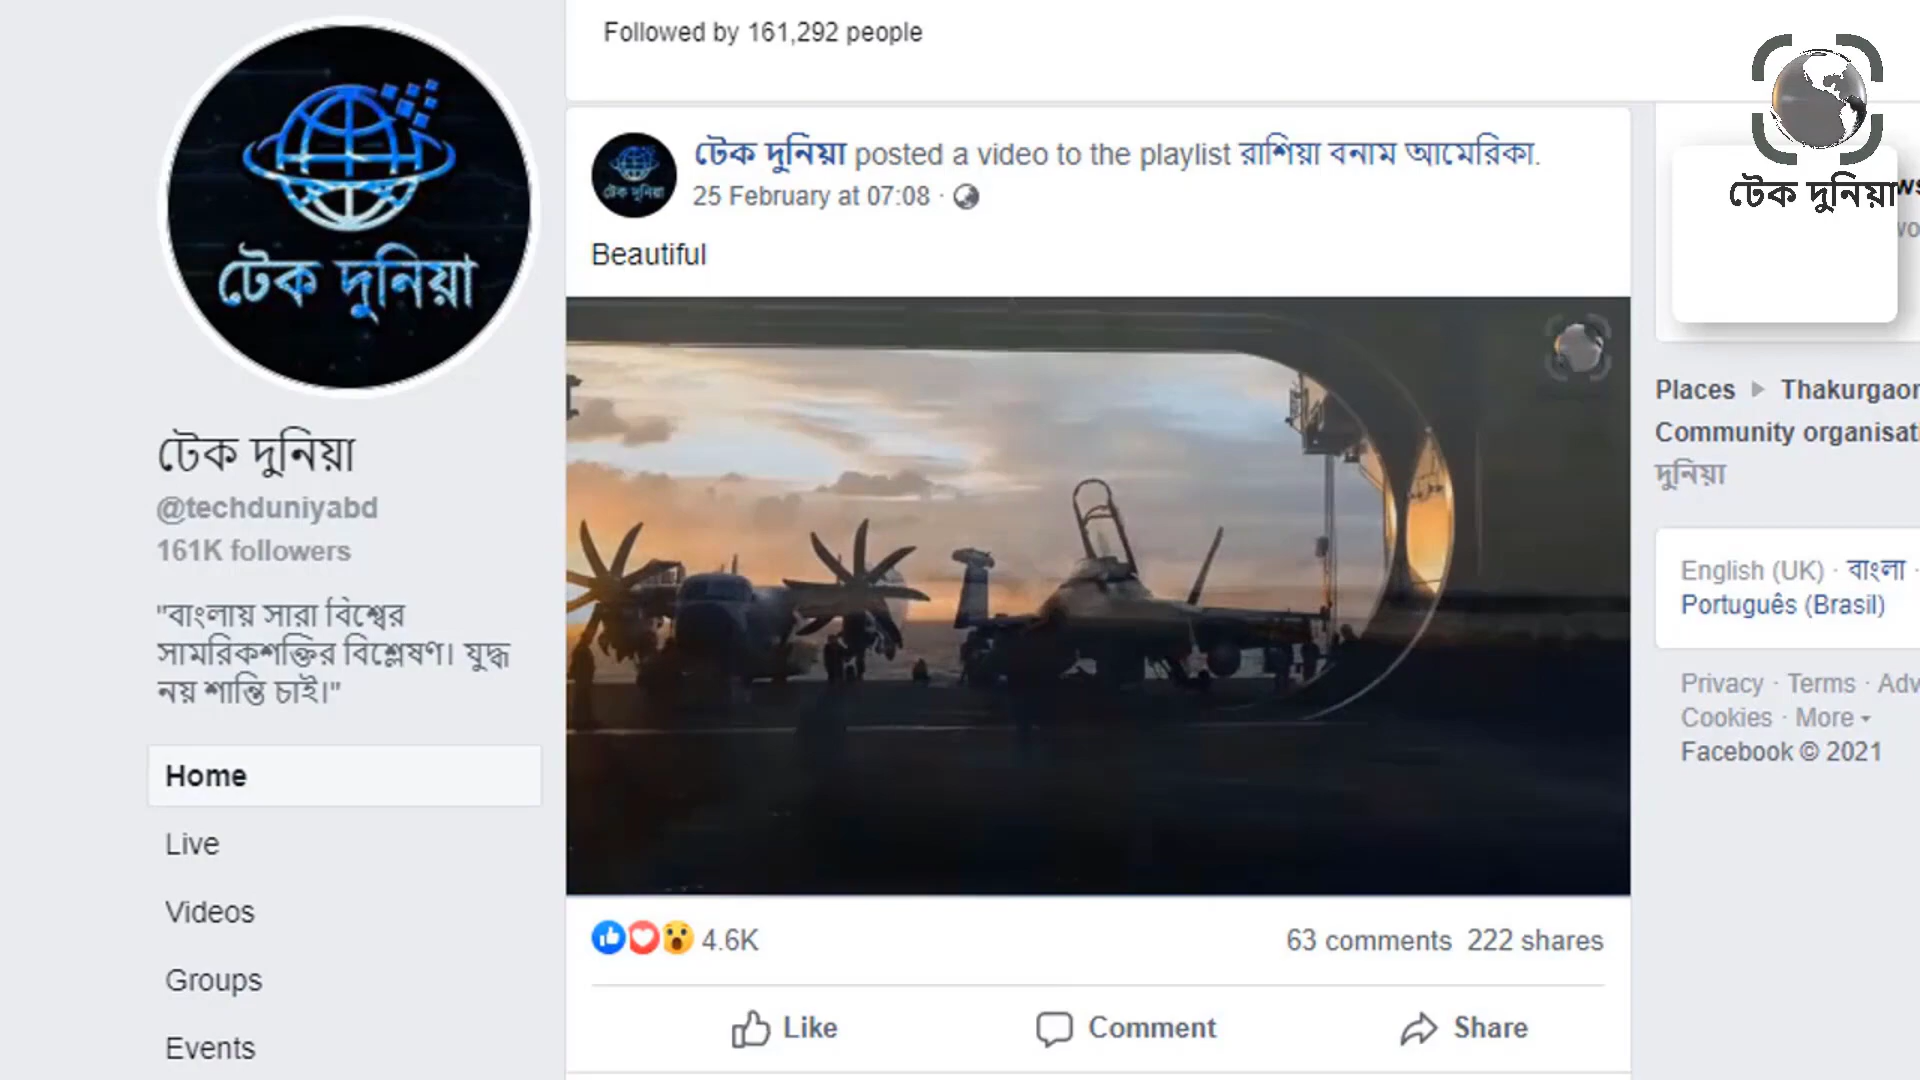 Followed by 161,292 people
টেক দুনিয়া
টেক দুনিয়া posted a video to the playlist রাশিয়া বনাম আমেরিকা.
25 February at 07:08 ·
টেক দুনিয়া
টেক দুনিয়া
Beautiful
টেক দুনিয়া
@techduniyabd
161K followers
"বাংলায় সারা বিশ্বের
সামরিকশক্তির বিশ্লেষণ। যুদ্ধ
নয় শান্তি চাই।"
Home
Live
Videos
Groups
Events
4.6K
63 comments 222 shares
Like
Comment
Share
Places
Community organisati
দুনিয়া
English (UK) · বাংলা ·
Português (Brasil)
Privacy · Terms · Adv
Cookies · More
Facebook © 2021